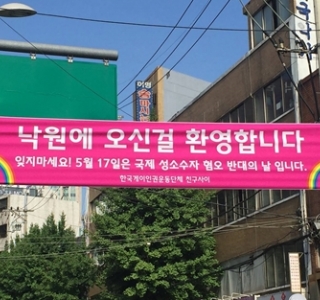 낙원에 오신걸 환영합니다
잊지마세요! 5월 17일은 국제 성소수자 혐오 반대의 날 입니다.
한국게이인권운동단체 친구사이